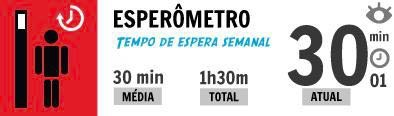 ESPERÔMETRO
TEMPO DE ESPERA SEMANAL
30 min 1h30m 30 min
MÉDIA TOTAL ATUAL 01